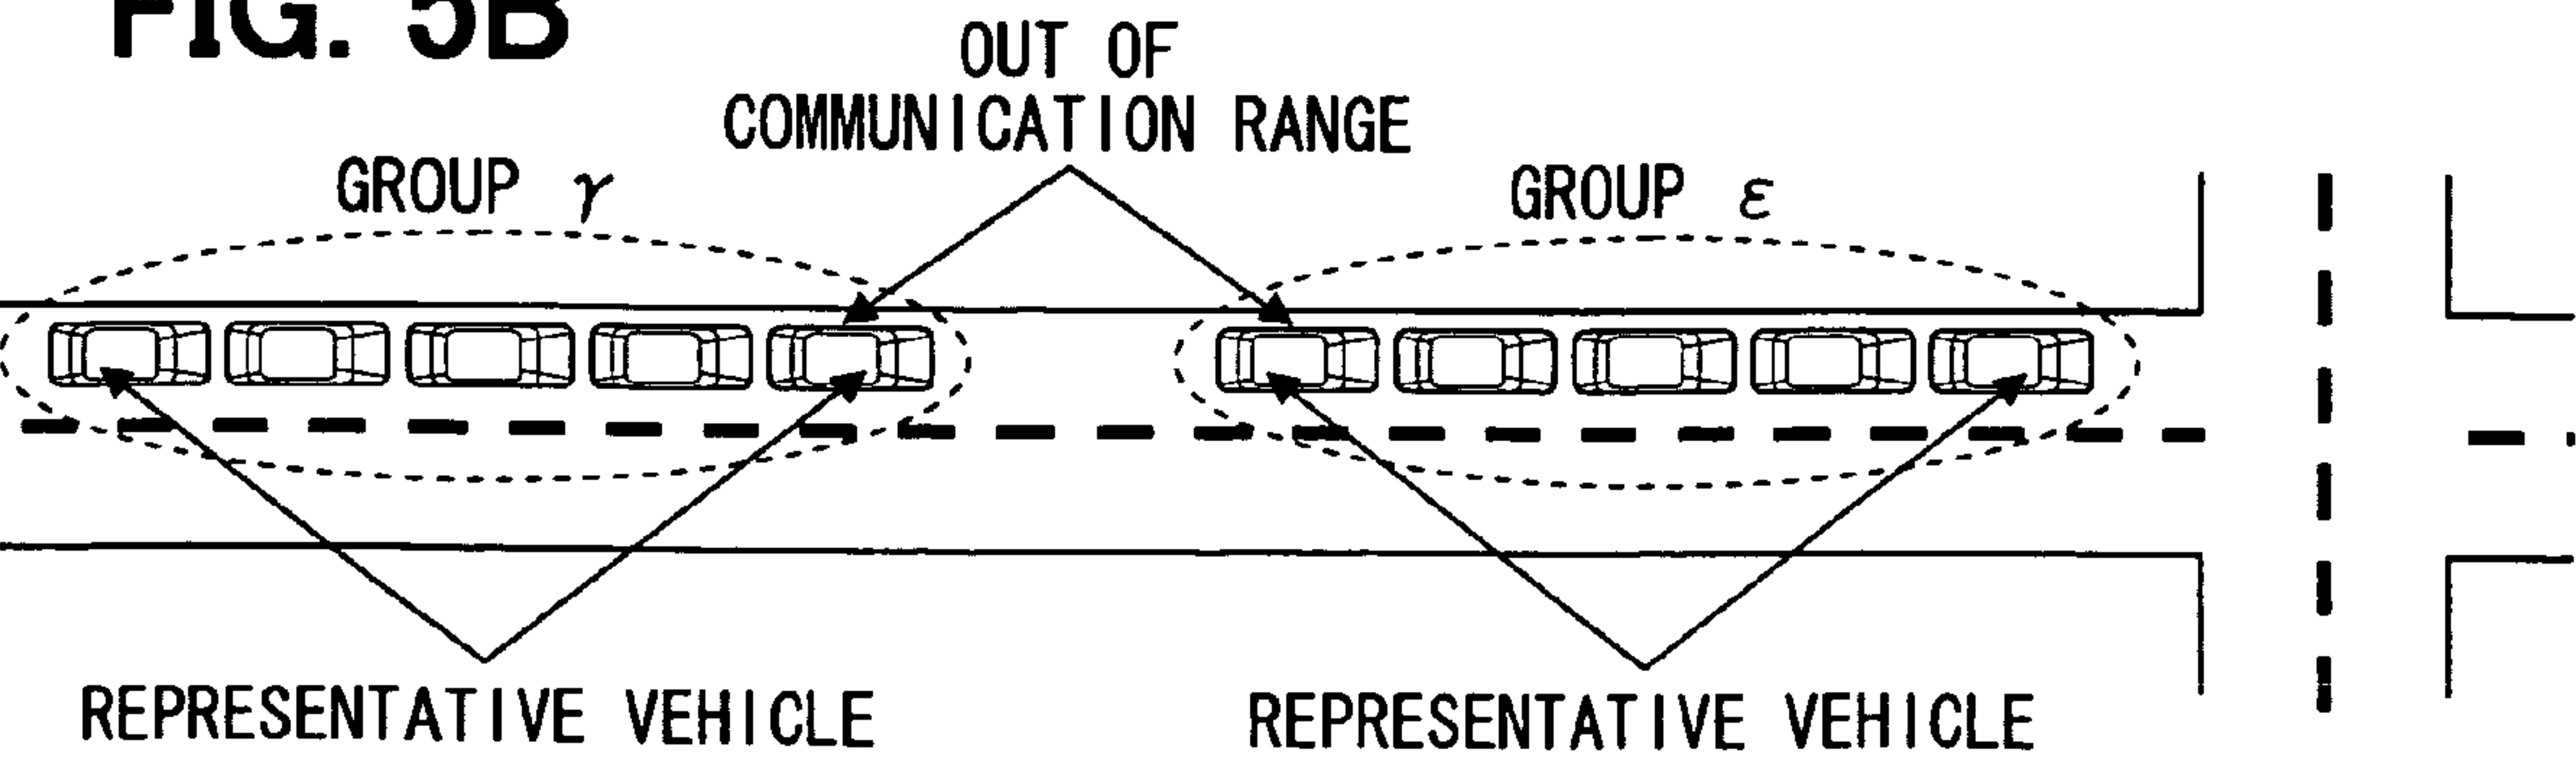 FIG. 5B
OUT OF
COMMUNICATION RANGE
GROUP γ
GROUP ε
REPRESENTATIVE VEHICLE
REPRESENTATIVE VEHICLE